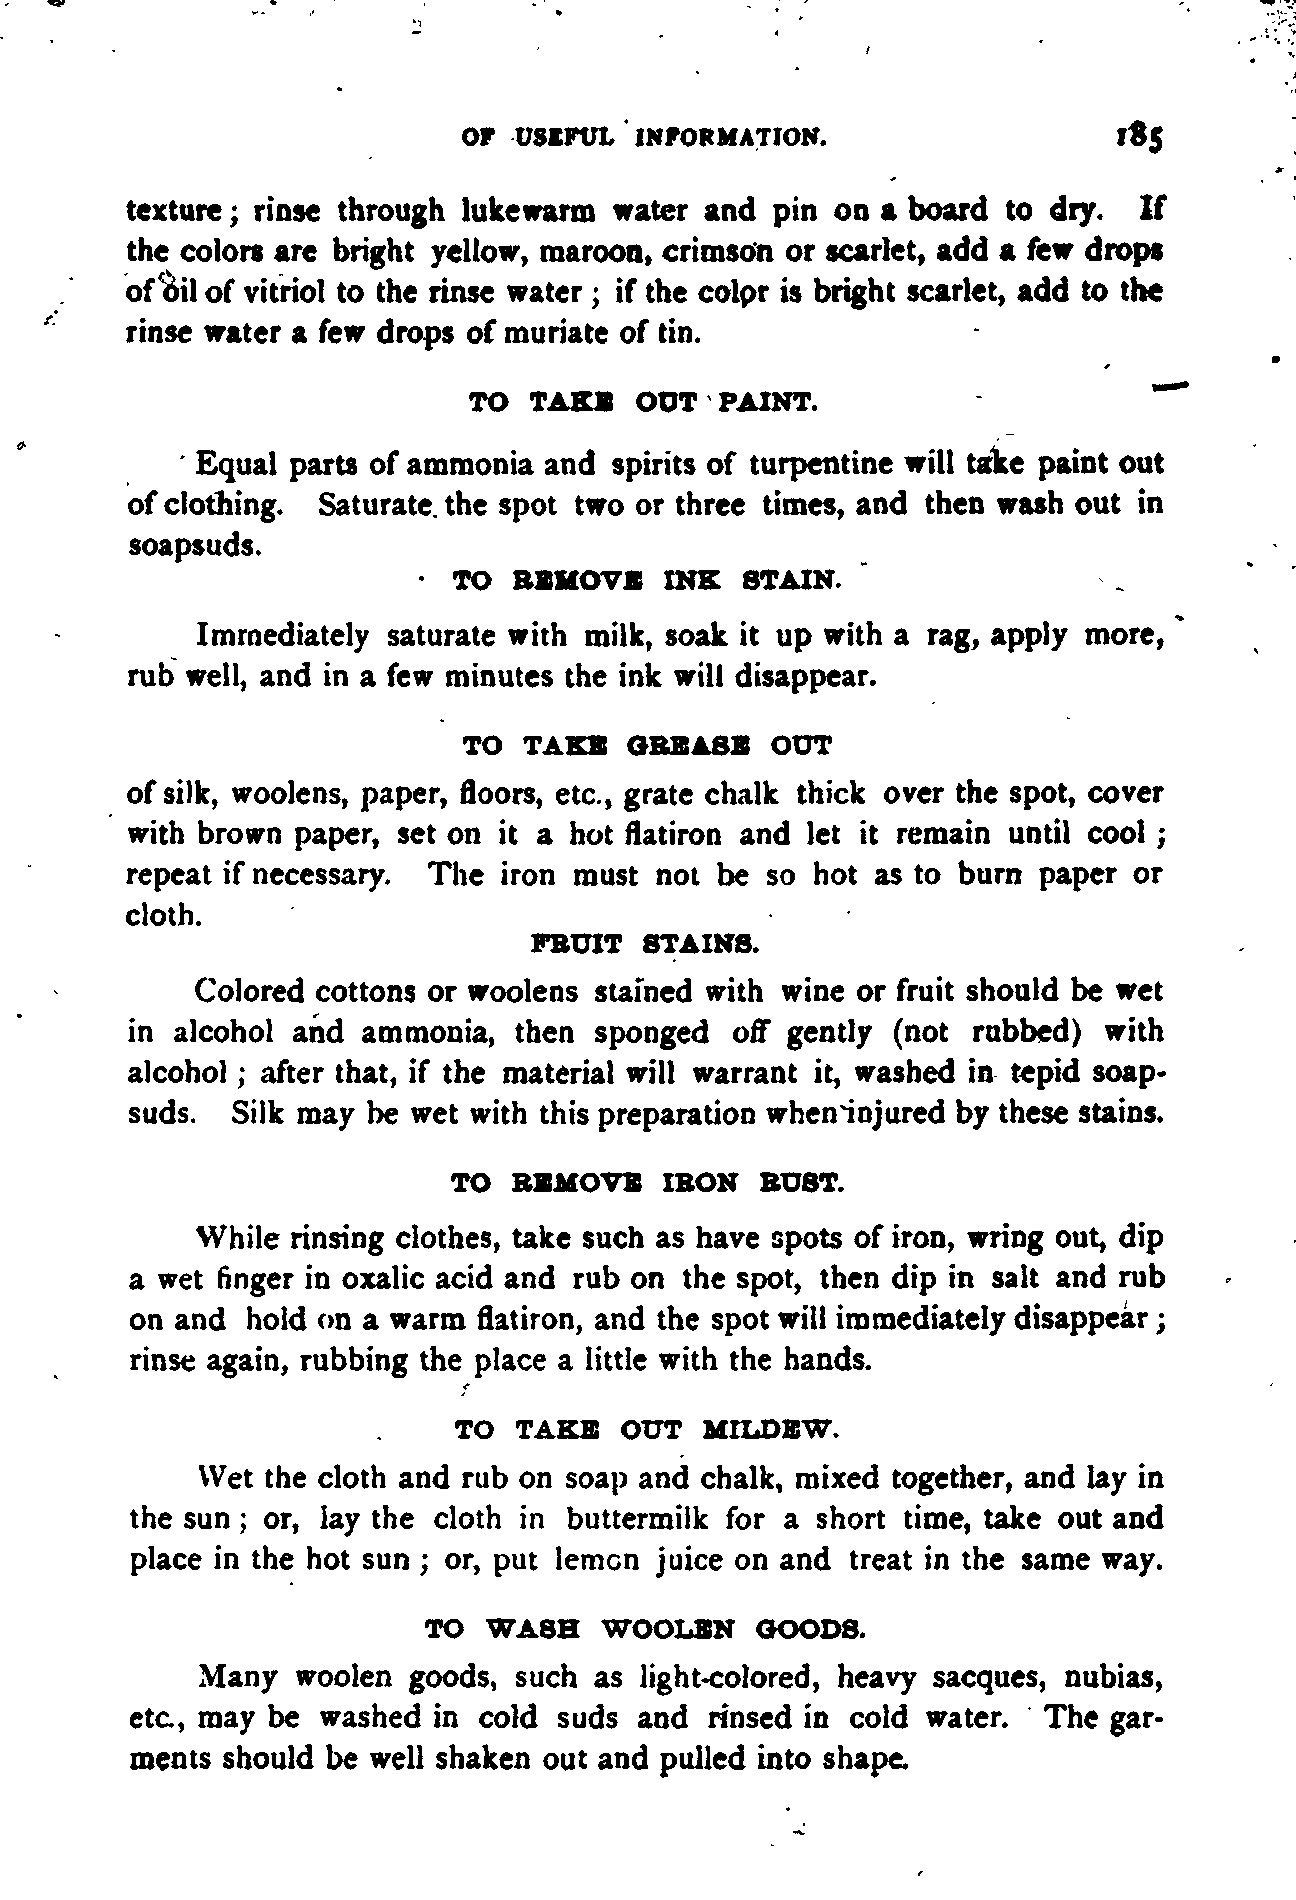 OF USEFUL INFORMATION. 185
texture; rinse through lukewarm water and pin on a board to dry. If
the colors are bright yellow, maroon, crimson or scarlet, add a few drops
of oil of vitriol to the rinse water; if the color is bright scarlet, add to the
rinse water a few drops of muriate of tin.
TO TAKE OUT PAINT.
Equal parts of ammonia and spirits of turpentine will take paint out
of clothing. Saturate the spot two or three times, and then wash out in
soapsuds.
TO REMOVE INK STAIN.
Immediately saturate with milk, soak it up with a rag, apply more,
rub well, and in a few minutes the ink will disappear.
TO TAKE GREASE OUT
of silk, woolens, paper, floors, etc., grate chalk thick over the spot, cover
with brown paper, set on it a hot flatiron and let it remain until cool;
repeat if necessary. The iron must not be so hot as to burn paper or
cloth.
FRUIT STAINS.
Colored cottons or woolens stained with wine or fruit should be wet
in alcohol and ammonia, then sponged off gently (not rubbed) with
alcohol; after that, if the material will warrant it, washed in tepid soap-
suds. Silk may be wet with this preparation when injured by these stains.
TO REMOVE IRON RUST.
While rinsing clothes, take such as have spots of iron, wring out, dip
a wet finger in oxalic acid and rub on the spot, then dip in salt and rub
on and hold on a warm flatiron, and the spot will immediately disappear;
rinse again, rubbing the place a little with the hands.
TO TAKE OUT MILDEW.
Wet the cloth and rub on soap and chalk, mixed together, and lay in
the sun; or, lay the cloth in buttermilk for a short time, take out and
place in the hot sun; or, put lemon juice on and treat in the same way.
TO WASH WOOLEN GOODS.
Many woolen goods, such as light-colored, heavy sacques, nubias,
etc., may be washed in cold suds and rinsed in cold water. The gar-
ments should be well shaken out and pulled into shape.